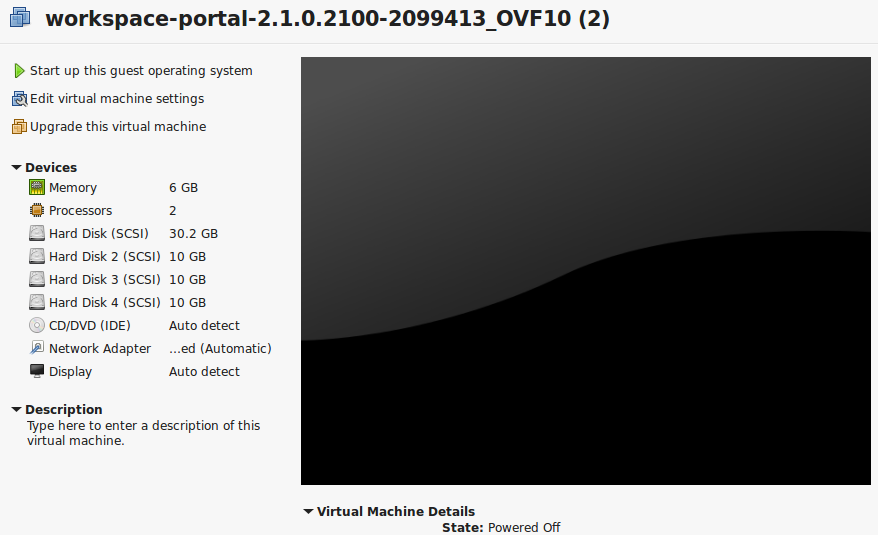 workspace-portal-2.1.0.2100-2099413_OVF10 (2)
Start up this guest operating system
Edit virtual machine settings
Upgrade this virtual machine
Devices
Memory 6 GB
Processors 2
Hard Disk (SCSI) 30.2 GB
Hard Disk 2 (SCSI) 10 GB
Hard Disk 3 (SCSI) 10 GB
Hard Disk 4 (SCSI) 10 GB
CD/DVD (IDE) Auto detect
Network Adapter ...ed (Automatic)
Display Auto detect
Description
Type here to enter a description of this
virtual machine.
Virtual Machine Details
State: Powered Off